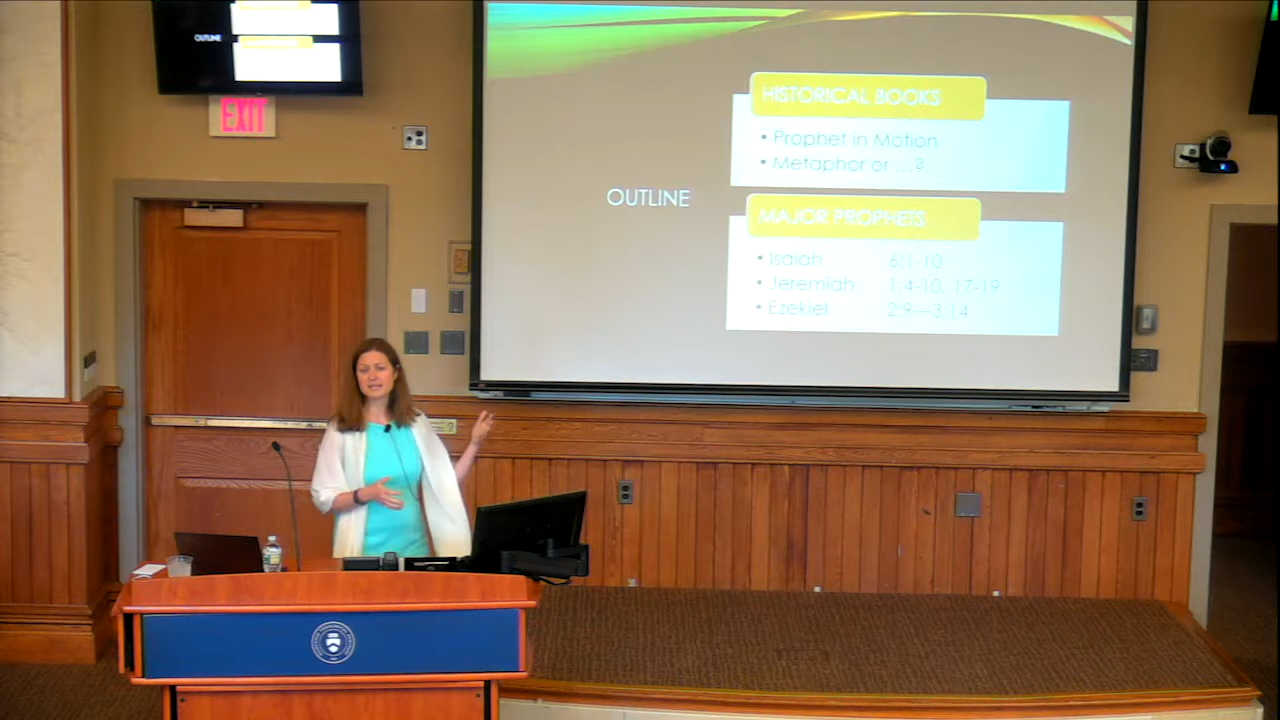 OUTLINE
EXIT
OUTLINE
HISTORICAL BOOKS
• Prophet in Motion
• Metaphor or ...?
MAJOR PROPHETS
• Isaiah 6:1-10
• Jeremiah 1:4-10, 17-19
• Ezekiel 2:9—3:14